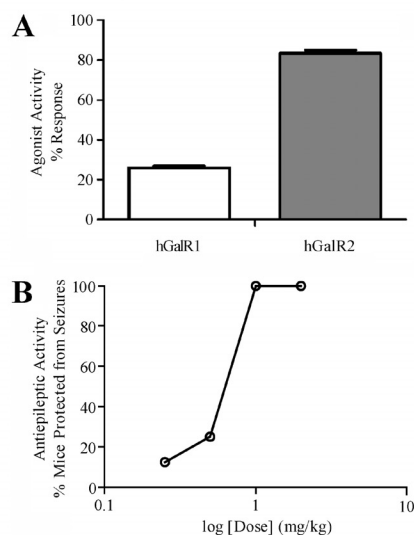 A
Agonist Activity
% Response
100
80
60
40
20
0
hGalR1
hGalR2
B
Antiepileptic Activity
% Mice Protected from Seizures
100
80
60
40
20
0
0.1
1
10
log [Dose] (mg/kg)